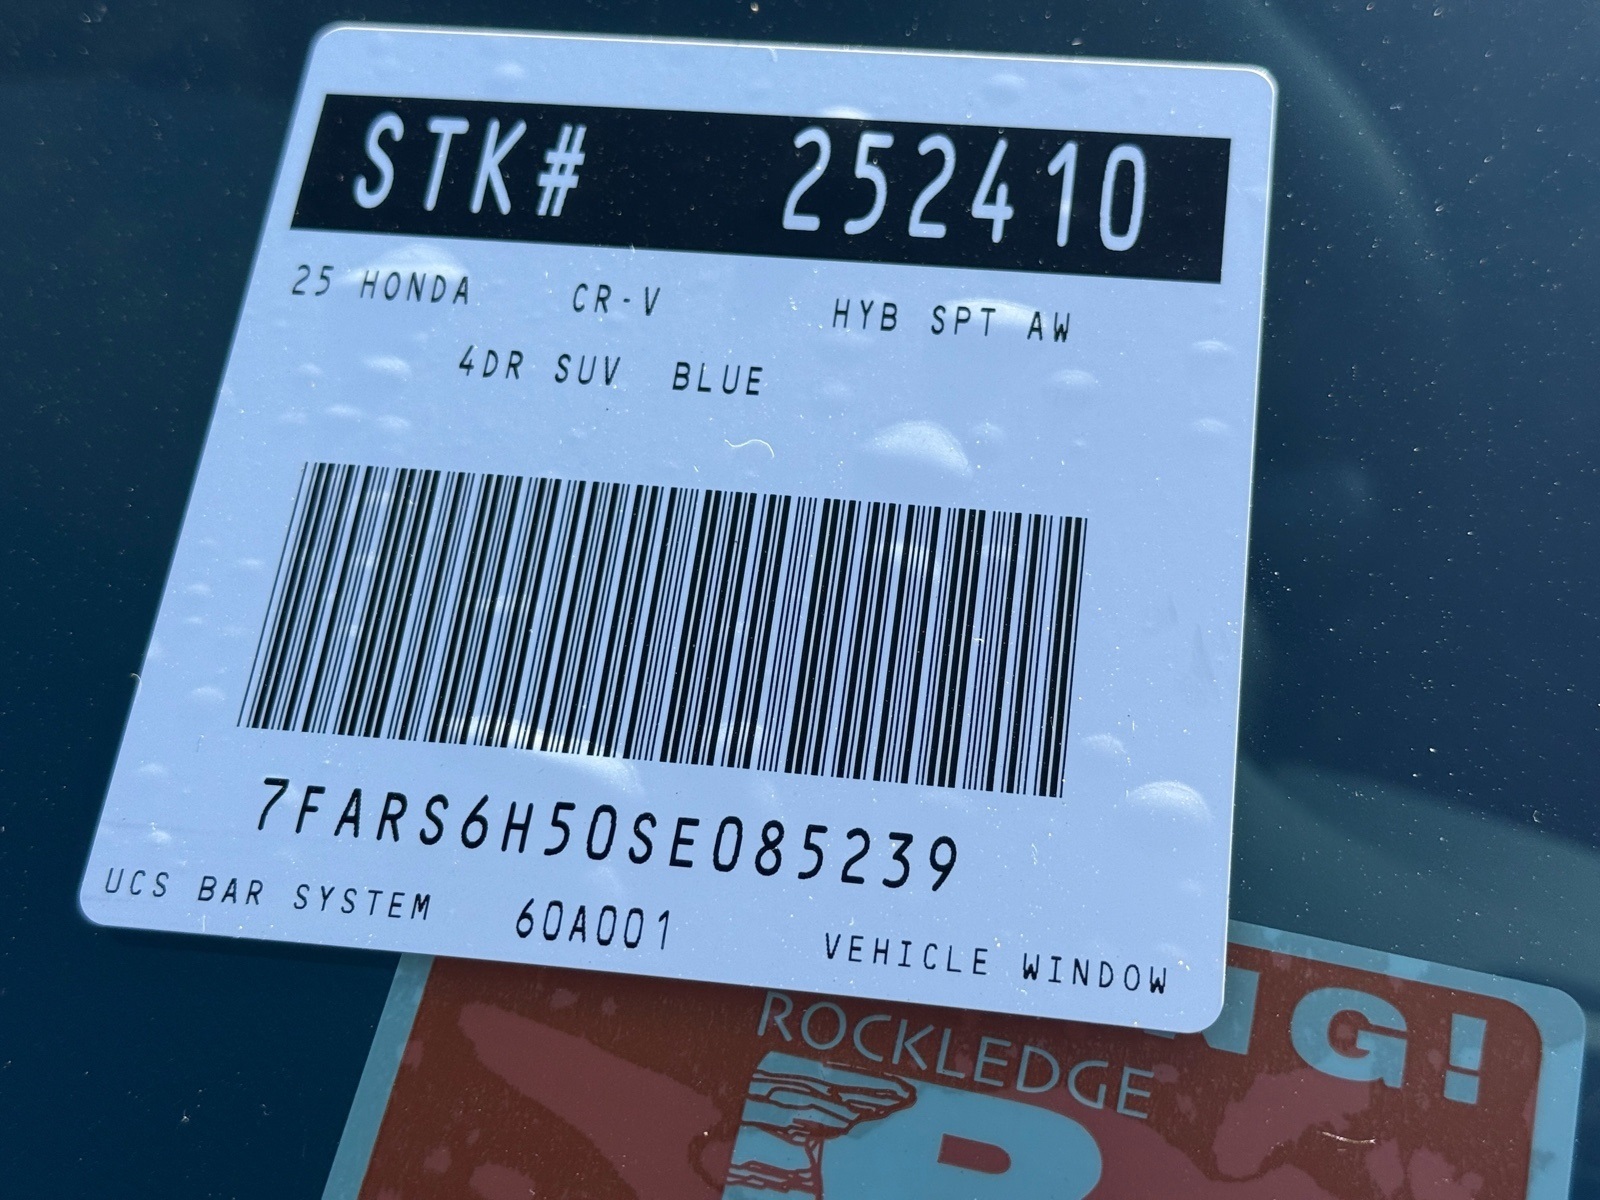 STK# 252410
25 HONDA CR-V HYB SPT AW
4DR SUV BLUE
7FARS6H50SE085239
UCS BAR SYSTEM 60A001 VEHICLE WINDOW
ROCKLEDGE